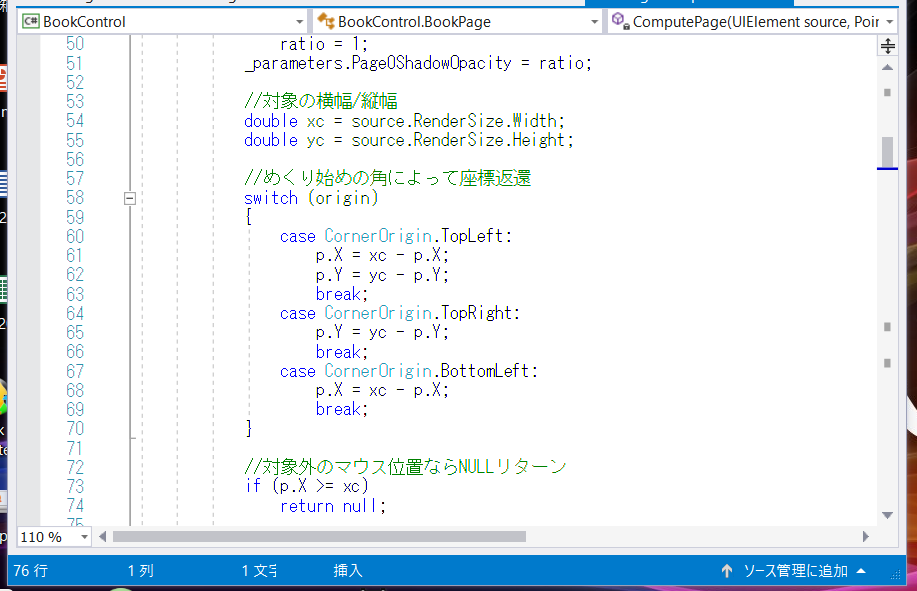 BookControl
BookControl.BookPage
ComputePage(UIElement source, Poir
50 ratio = 1;
51 _parameters.Page0ShadowOpacity = ratio;
52
53 //対象の横幅/縦幅
54 double xc = source.RenderSize.Width;
55 double yc = source.RenderSize.Height;
56
57 //めくり始めの角によって座標返還
58 switch (origin)
59 {
60 case CornerOrigin.TopLeft:
61 p.X = xc - p.X;
62 p.Y = yc - p.Y;
63 break;
64 case CornerOrigin.TopRight:
65 p.Y = yc - p.Y;
66 break;
67 case CornerOrigin.BottomLeft:
68 p.X = xc - p.X;
69 break;
70 }
71
72 //対象外のマウス位置ならNULLリターン
73 if (p.X >= xc)
74 return null;
75
110 %
76 行 1 列 1 文字 挿入 ソース管理に追加